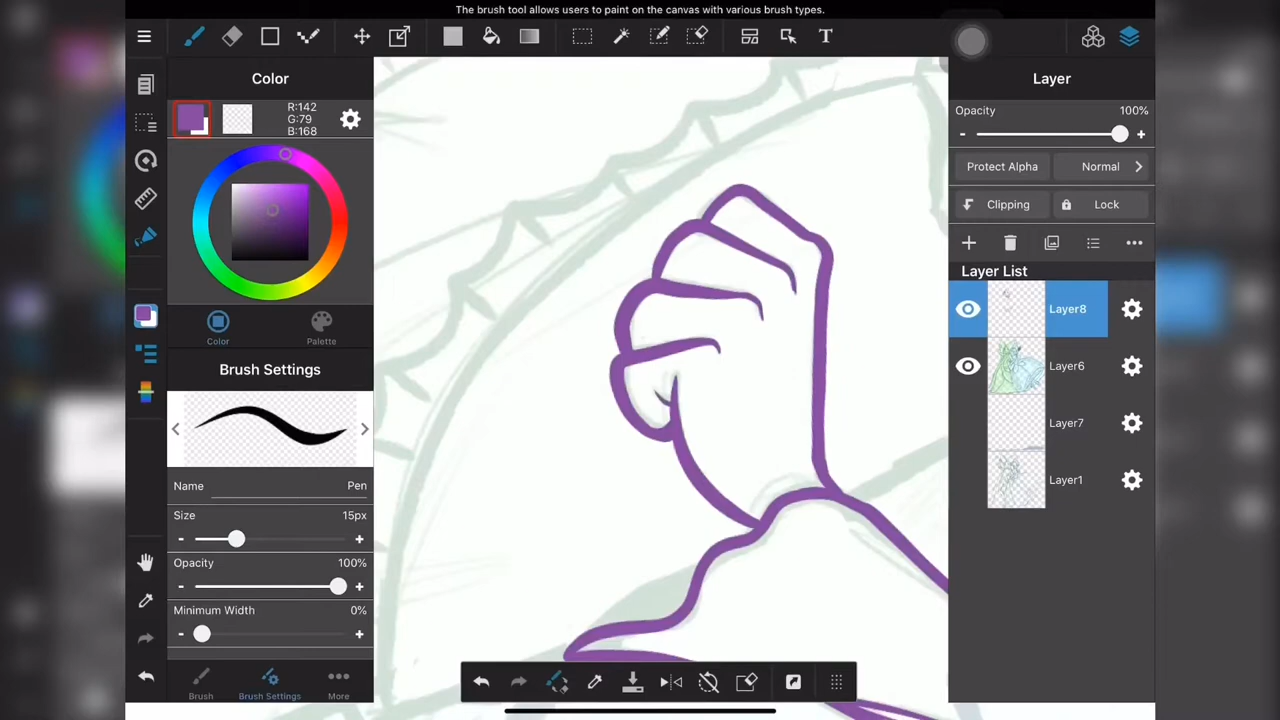 The brush tool allows users to paint on the canvas with various brush types.
T
Color
R:142
G:79
B:168
Color
Palette
Brush Settings
Name Pen
Size 15px
- +
Opacity 100%
- +
Minimum Width 0%
- +
Brush
Brush Settings
More
Layer
Opacity 100%
- +
Protect Alpha
Normal
Clipping
Lock
Layer List
Layer8
Layer6
Layer7
Layer1